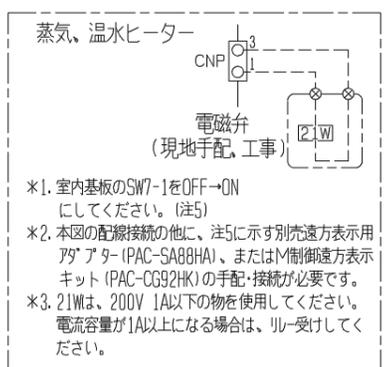 蒸気、温水ヒーター
3
CNP
1
電磁弁
(現地手配、工事)
21W
*1. 室内基板のSW7-1をOFF→ON
にしてください。(注5)
*2. 本図の配線接続の他に、注5に示す別売遠方表示用
アダプター(PAC-SA88HA)、またはM制御遠方表示
キット(PAC-CG92HK)の手配・接続が必要です。
*3. 21Wは、200V 1A以下の物を使用してください。
電流容量が1A以上になる場合は、リレー受けしてく
ださい。